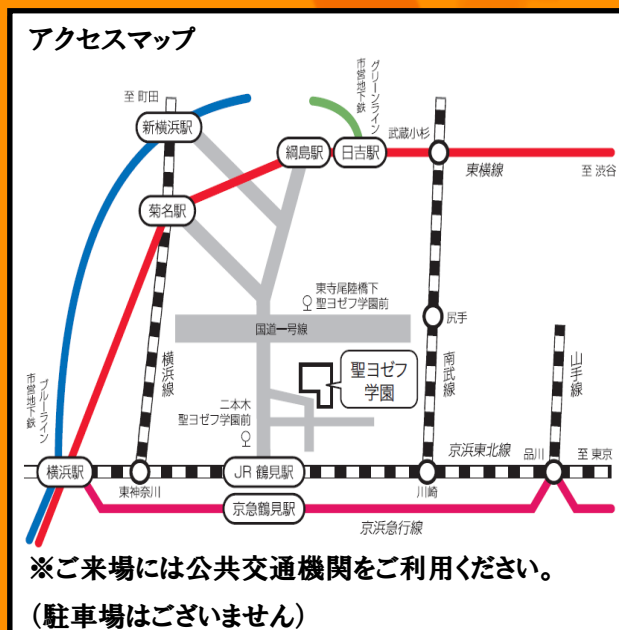 アクセスマップ
至 町田
新横浜駅
市営地下鉄
グリーンライン
綱島駅
日吉駅
武蔵小杉
東横線
至 渋谷
菊名駅
東寺尾陸橋下
聖ヨゼフ学園前
国道一号線
尻手
横浜線
聖ヨゼフ
学園
南武線
山手線
市営地下鉄
ブルーライン
二本木
聖ヨゼフ学園前
京浜東北線
品川
至 東京
横浜駅
東神奈川
JR 鶴見駅
川崎
京急鶴見駅
京浜急行線
※ご来場には公共交通機関をご利用ください。
（駐車場はございません）